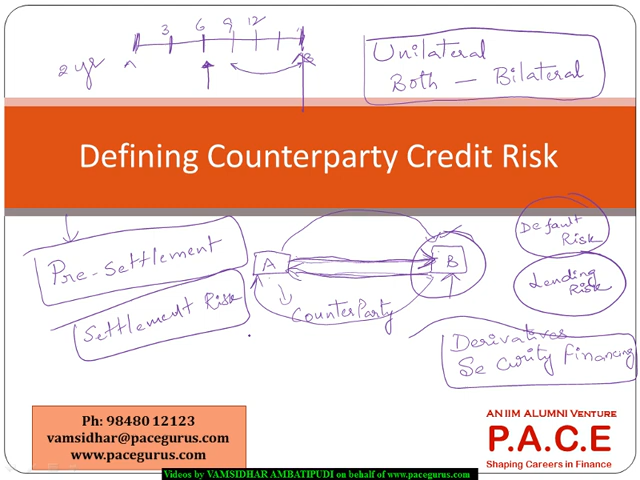 3 6 9 12
2 yr
Unilateral
Both - Bilateral
Defining Counterparty Credit Risk
Pre-Settlement
Settlement Risk
A
B
CounterParty
Default
Risk
Lending
Risk
Derivatives
Security Financing
Ph: 98480 12123
vamsidhar@pacegurus.com
www.pacegurus.com
AN IIM ALUMNI VENTURE
P.A.C.E
Shaping Careers in Finance
Videos by VAMSIDHAR AMBATIPUDI on behalf of www.pacegurus.com